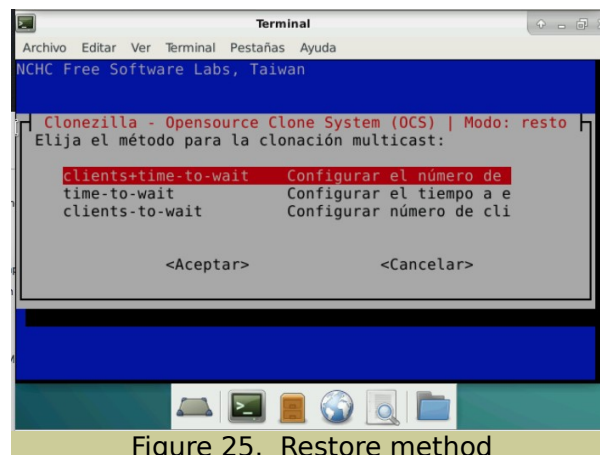 Terminal
Archivo Editar Ver Terminal Pestañas Ayuda
NCHC Free Software Labs, Taiwan
Clonezilla - Opensource Clone System (OCS) | Modo: resto
Elija el método para la clonación multicast:
clients+time-to-wait Configurar el número de
time-to-wait Configurar el tiempo a e
clients-to-wait Configurar número de cli
<Aceptar> <Cancelar>
Figure 25. Restore method